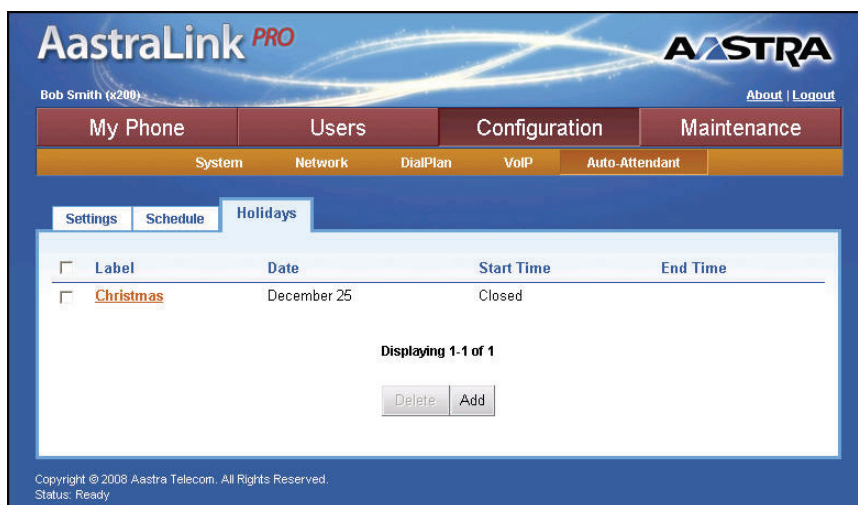 AastraLink PRO
AASTRA
Bob Smith (x200)
About | Logout
My Phone Users Configuration Maintenance
System Network DialPlan VoIP Auto-Attendant
Settings Schedule Holidays
Label Date Start Time End Time
Christmas December 25 Closed
Displaying 1-1 of 1
Delete Add
Copyright © 2008 Aastra Telecom. All Rights Reserved.
Status: Ready